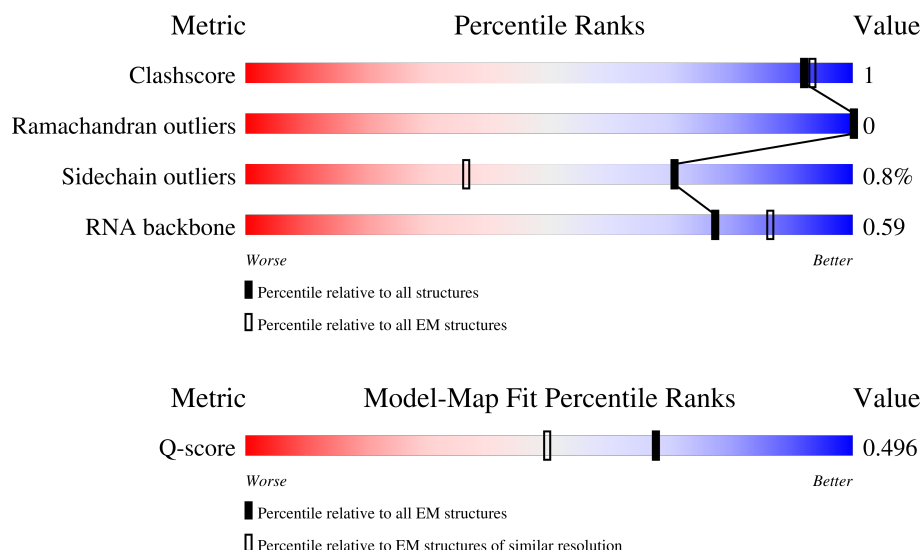 Metric Percentile Ranks Value
Clashscore 1
Ramachandran outliers 0
Sidechain outliers 0.8%
RNA backbone 0.59
Worse Better
Percentile relative to all structures
Percentile relative to all EM structures
Metric Model-Map Fit Percentile Ranks Value
Q-score 0.496
Worse Better
Percentile relative to all EM structures
Percentile relative to EM structures of similar resolution